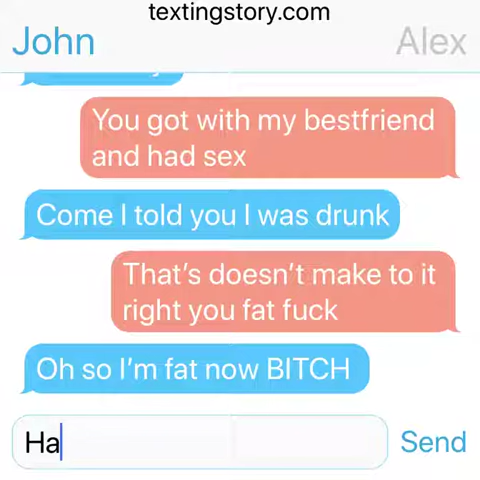 textingstory.com
John
Alex
You got with my bestfriend
and had sex
Come I told you I was drunk
That's doesn't make to it
right you fat fuck
Oh so I'm fat now BITCH
Ha
Send